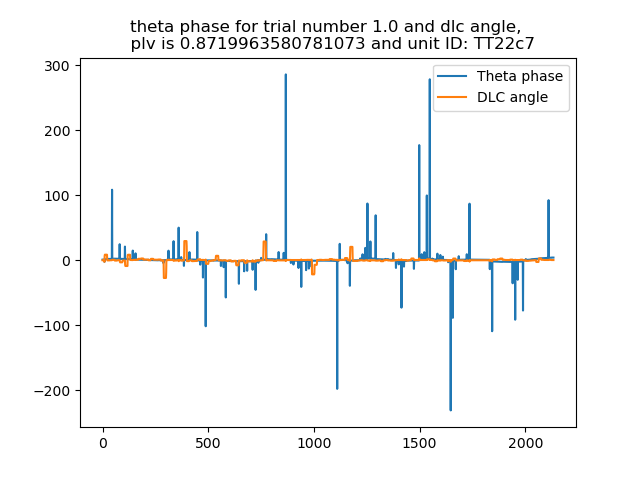 theta phase for trial number 1.0 and dlc angle,
plv is 0.8719963580781073 and unit ID: TT22c7
Theta phase
DLC angle
300
200
100
0
−100
−200
0
500
1000
1500
2000